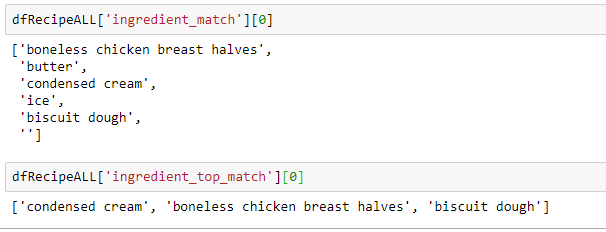 dfRecipeALL['ingredient_match'][0]
['boneless chicken breast halves',
'butter',
'condensed cream',
'ice',
'biscuit dough',
'']
dfRecipeALL['ingredient_top_match'][0]
['condensed cream', 'boneless chicken breast halves', 'biscuit dough']